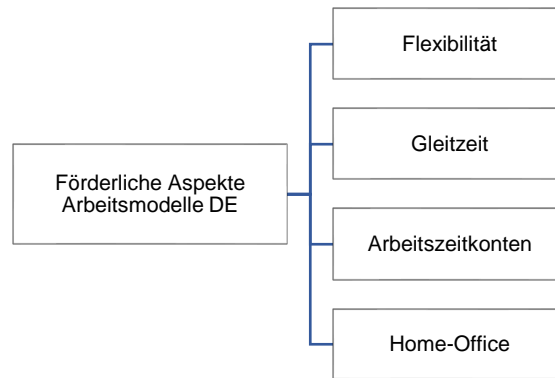 Förderliche Aspekte
Arbeitsmodelle DE
Flexibilität
Gleitzeit
Arbeitszeitkonten
Home-Office